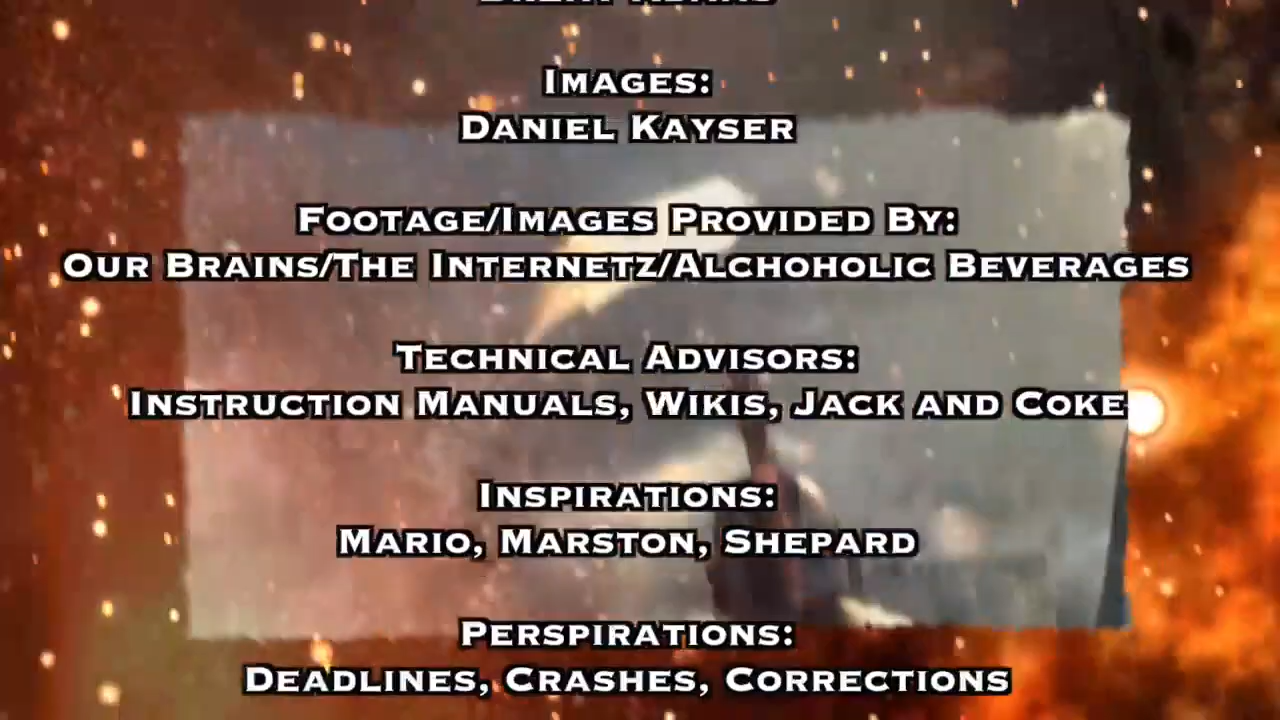 Images:
Daniel Kayser
Footage/Images Provided By:
Our Brains/The Internetz/Alchoholic Beverages
Technical Advisors:
Instruction Manuals, Wikis, Jack and Coke
Inspirations:
Mario, Marston, Shepard
Perspirations:
Deadlines, Crashes, Corrections